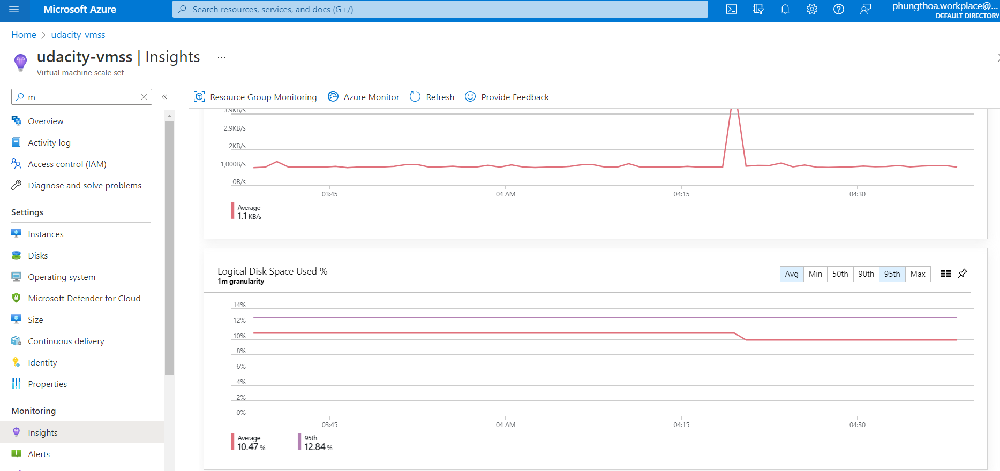 Microsoft Azure
Search resources, services, and docs (G+/)
phungthoa.workplace@...
DEFAULT DIRECTORY
Home > udacity-vmss
udacity-vmss | Insights ...
Virtual machine scale set
m
Overview
Activity log
Access control (IAM)
Diagnose and solve problems
Settings
Instances
Disks
Operating system
Microsoft Defender for Cloud
Size
Continuous delivery
Identity
Properties
Monitoring
Insights
Alerts
Resource Group Monitoring Azure Monitor Refresh Provide Feedback
3.9KB/s
2.9KB/s
2KB/s
1,000B/s
0B/s
03:45 04 AM 04:15 04:30
Average
1.1 KB/s
Logical Disk Space Used %
1m granularity
Avg Min 50th 90th 95th Max
14%
12%
10%
8%
6%
4%
2%
0%
03:45 04 AM 04:15 04:30
Average
10.47 %
95th
12.84 %